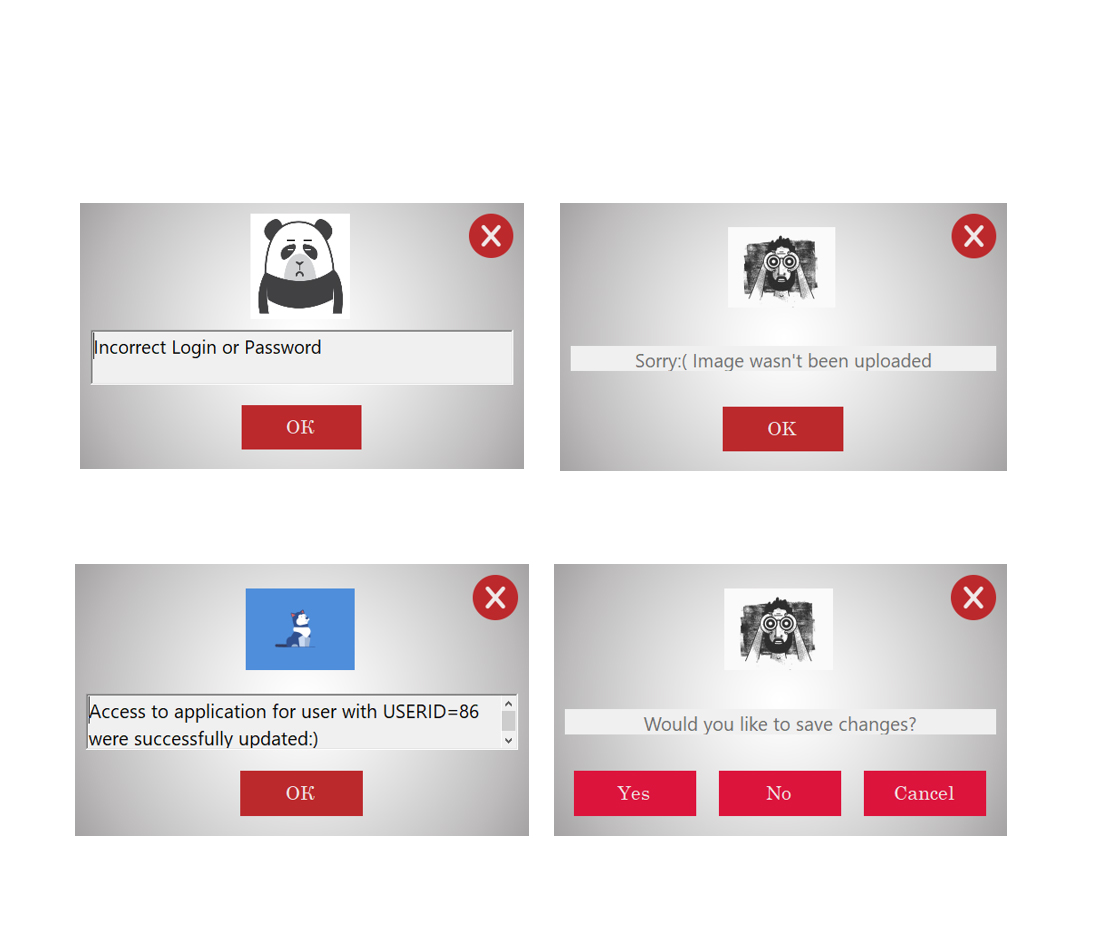 Incorrect Login or Password
OK
Sorry:( Image wasn't been uploaded
OK
Access to application for user with USERID=86
were successfully updated:)
OK
Would you like to save changes?
Yes No Cancel